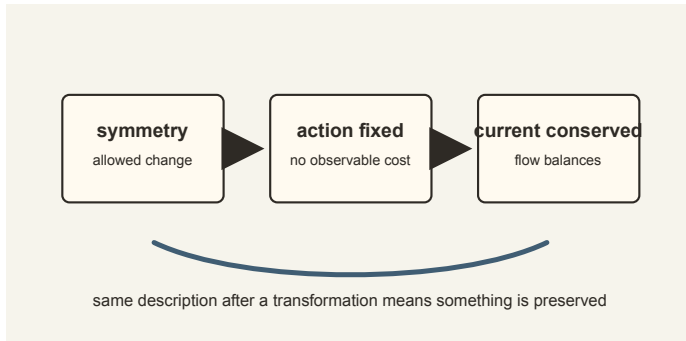 symmetry
allowed change
action fixed
no observable cost
current conserved
flow balances
same description after a transformation means something is preserved